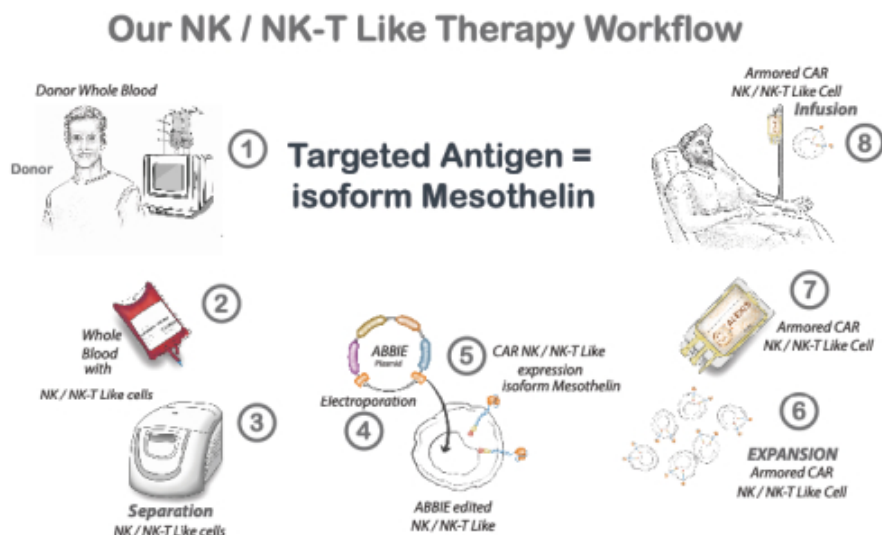 Our NK / NK-T Like Therapy Workflow
Donor Whole Blood
Donor
1
Targeted Antigen =
isoform Mesothelin
Armored CAR
NK / NK-T Like Cell
Infusion
8
2
Whole
Blood
with
NK / NK-T Like cells
3
Separation
NK / NK-T Like cells
ABBIE
Plasmid
Electroporation
4
5
CAR NK / NK-T Like
expression
isoform Mesothelin
ABBIE edited
NK / NK-T Like
7
Armored CAR
NK / NK-T Like Cell
6
EXPANSION
Armored CAR
NK / NK-T Like Cell